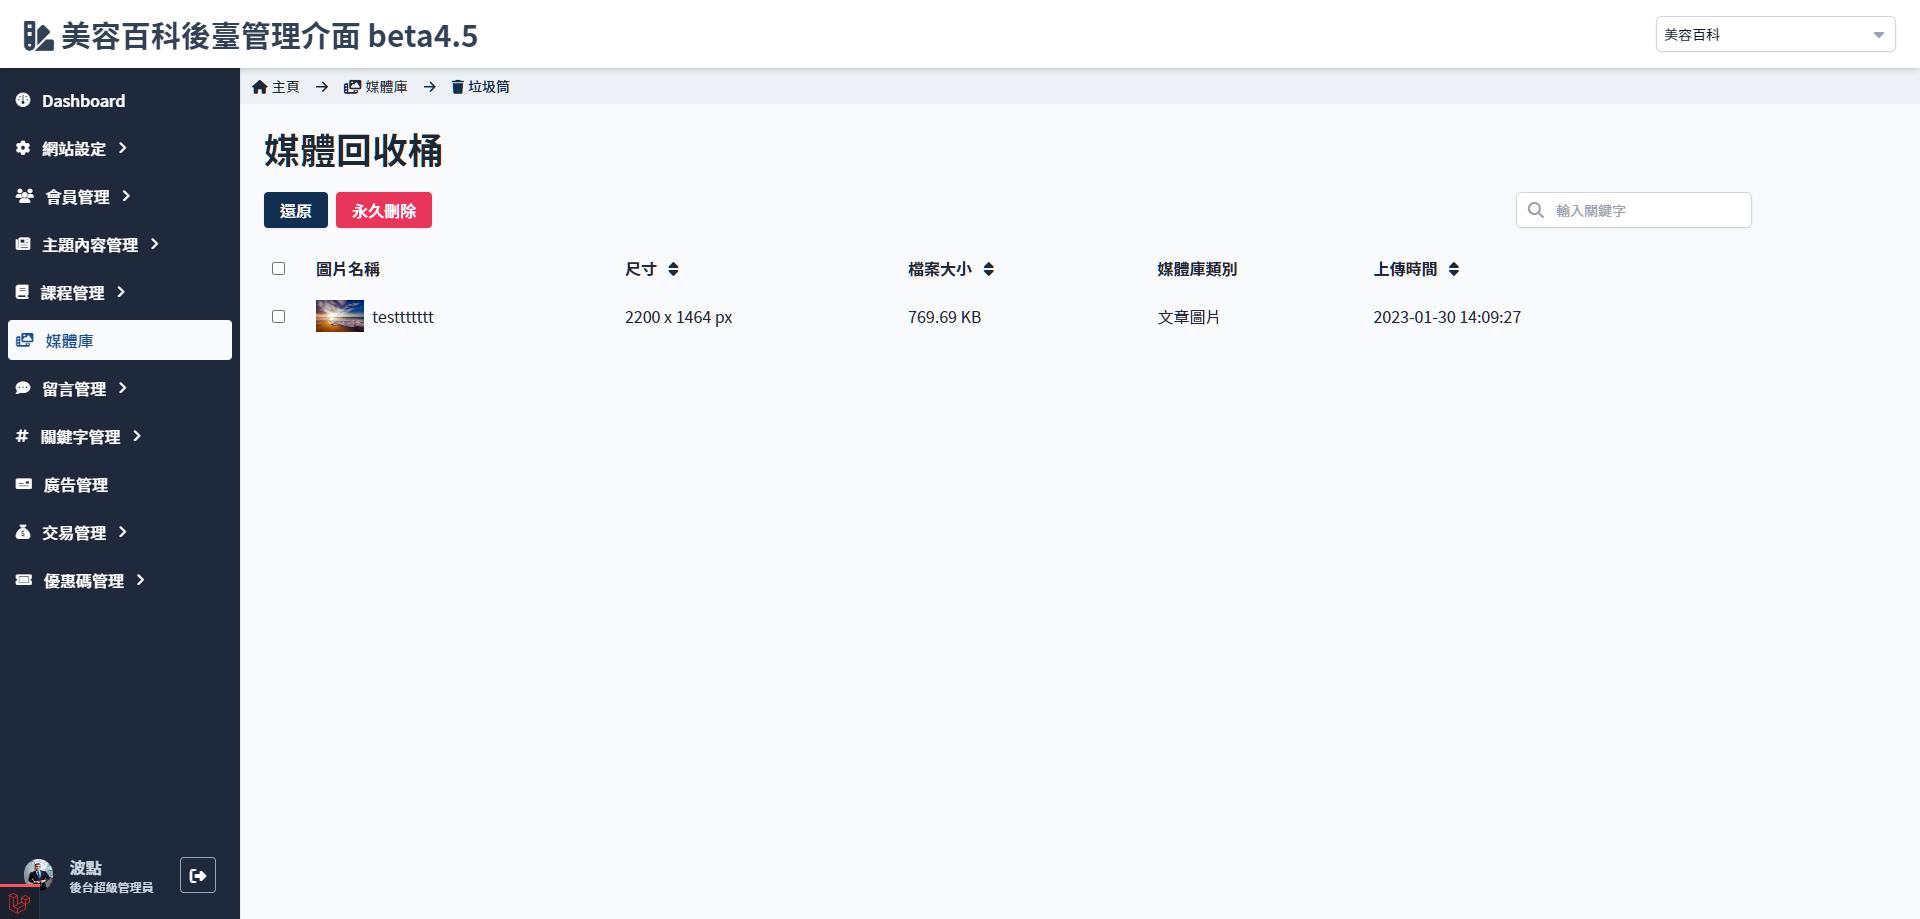 美容百科後臺管理介面 beta4.5
美容百科
Dashboard
網站設定
會員管理
主題內容管理
課程管理
媒體庫
留言管理
關鍵字管理
廣告管理
交易管理
優惠碼管理
波點
後台超級管理員
主頁 → 媒體庫 → 垃圾筒
媒體回收桶
還原 永久刪除
輸入關鍵字
圖片名稱 尺寸 檔案大小 媒體庫類別 上傳時間
testttttttt 2200 x 1464 px 769.69 KB 文章圖片 2023-01-30 14:09:27